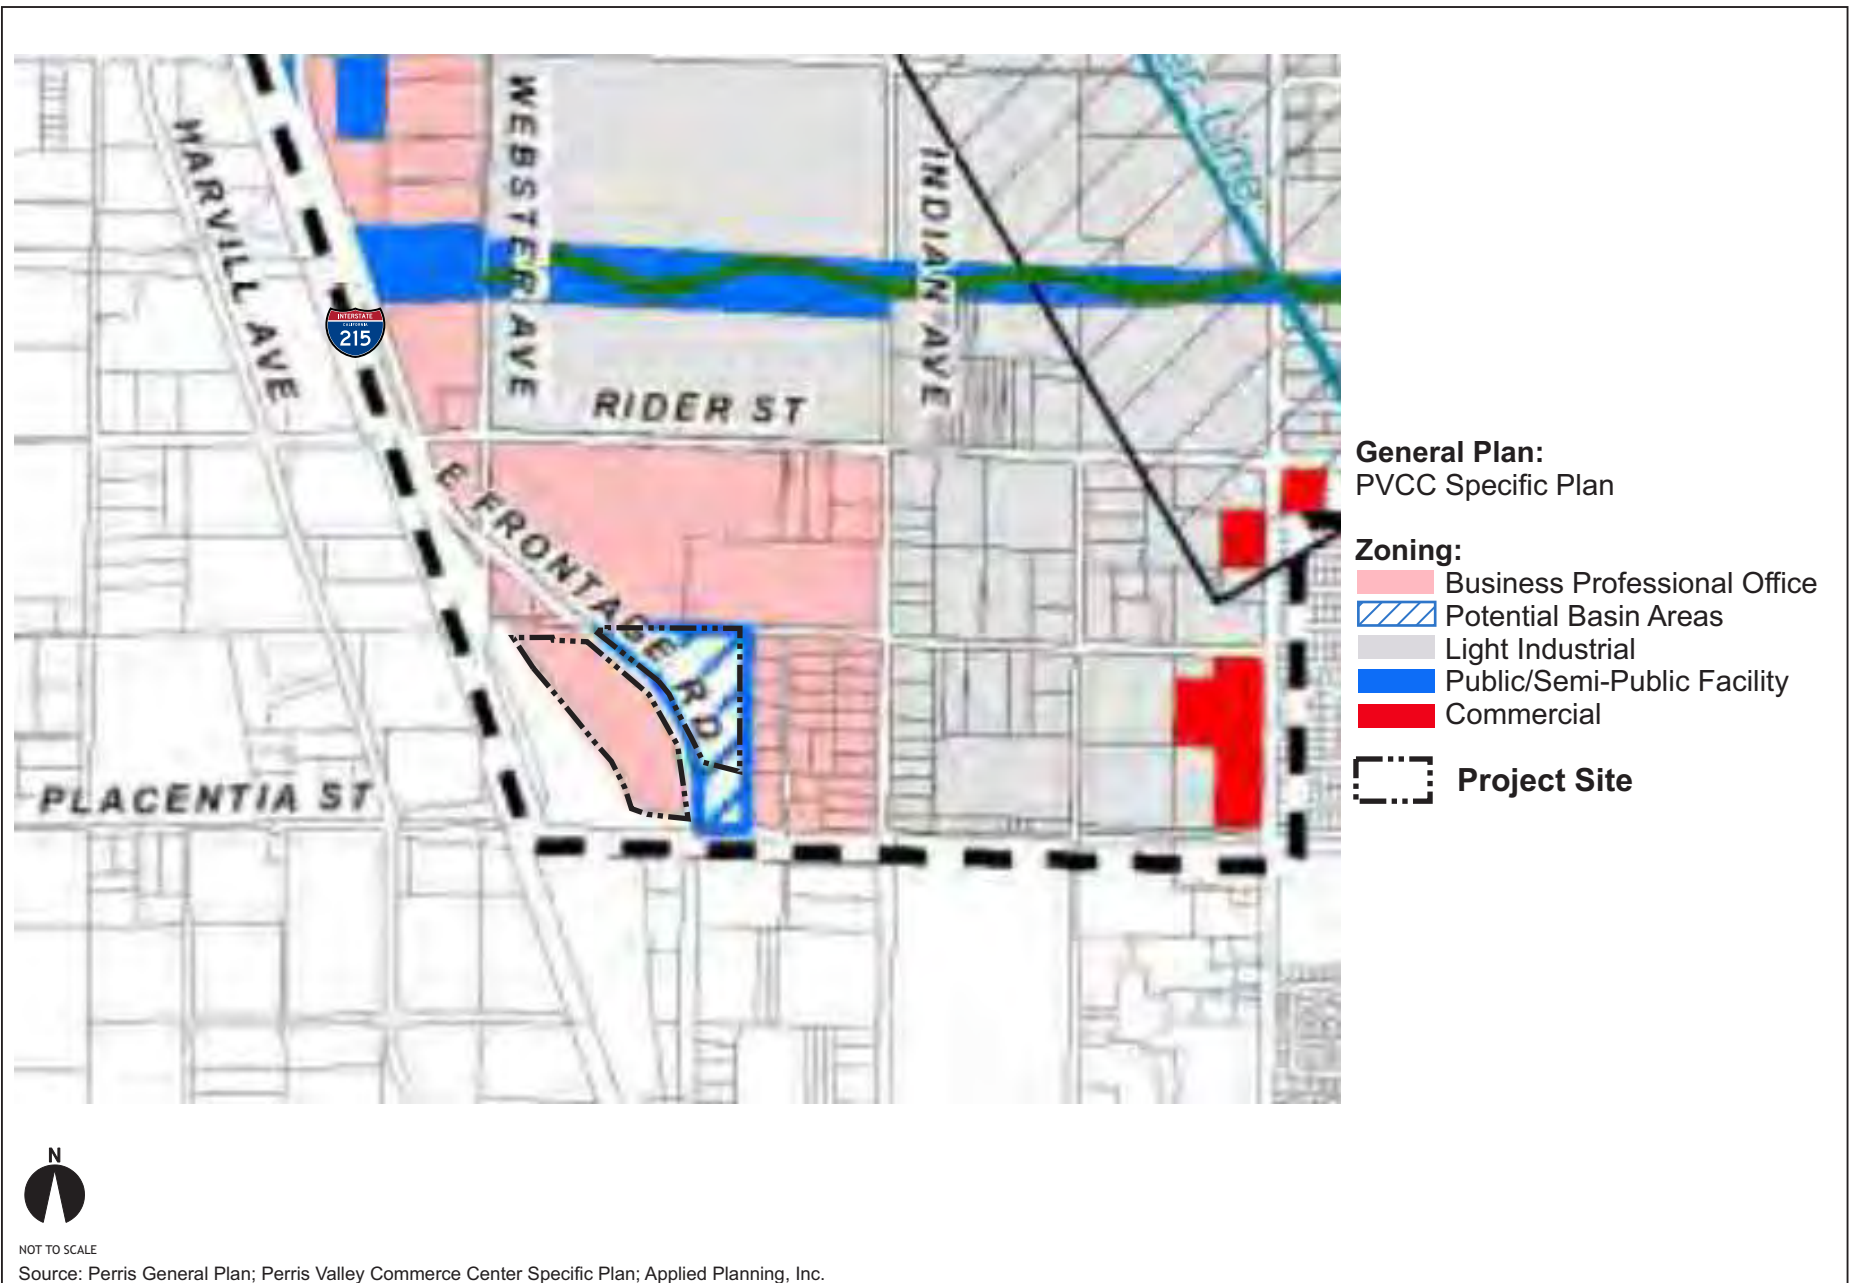 WEBSTER AVE
HARVILL AVE
INDIAN AVE
Line
INTERSTATE
CALIFORNIA
215
RIDER ST
E FRONTAGE RD
PLACENTIA ST
General Plan:
PVCC Specific Plan
Zoning:
Business Professional Office
Potential Basin Areas
Light Industrial
Public/Semi-Public Facility
Commercial
Project Site
N
NOT TO SCALE
Source: Perris General Plan; Perris Valley Commerce Center Specific Plan; Applied Planning, Inc.